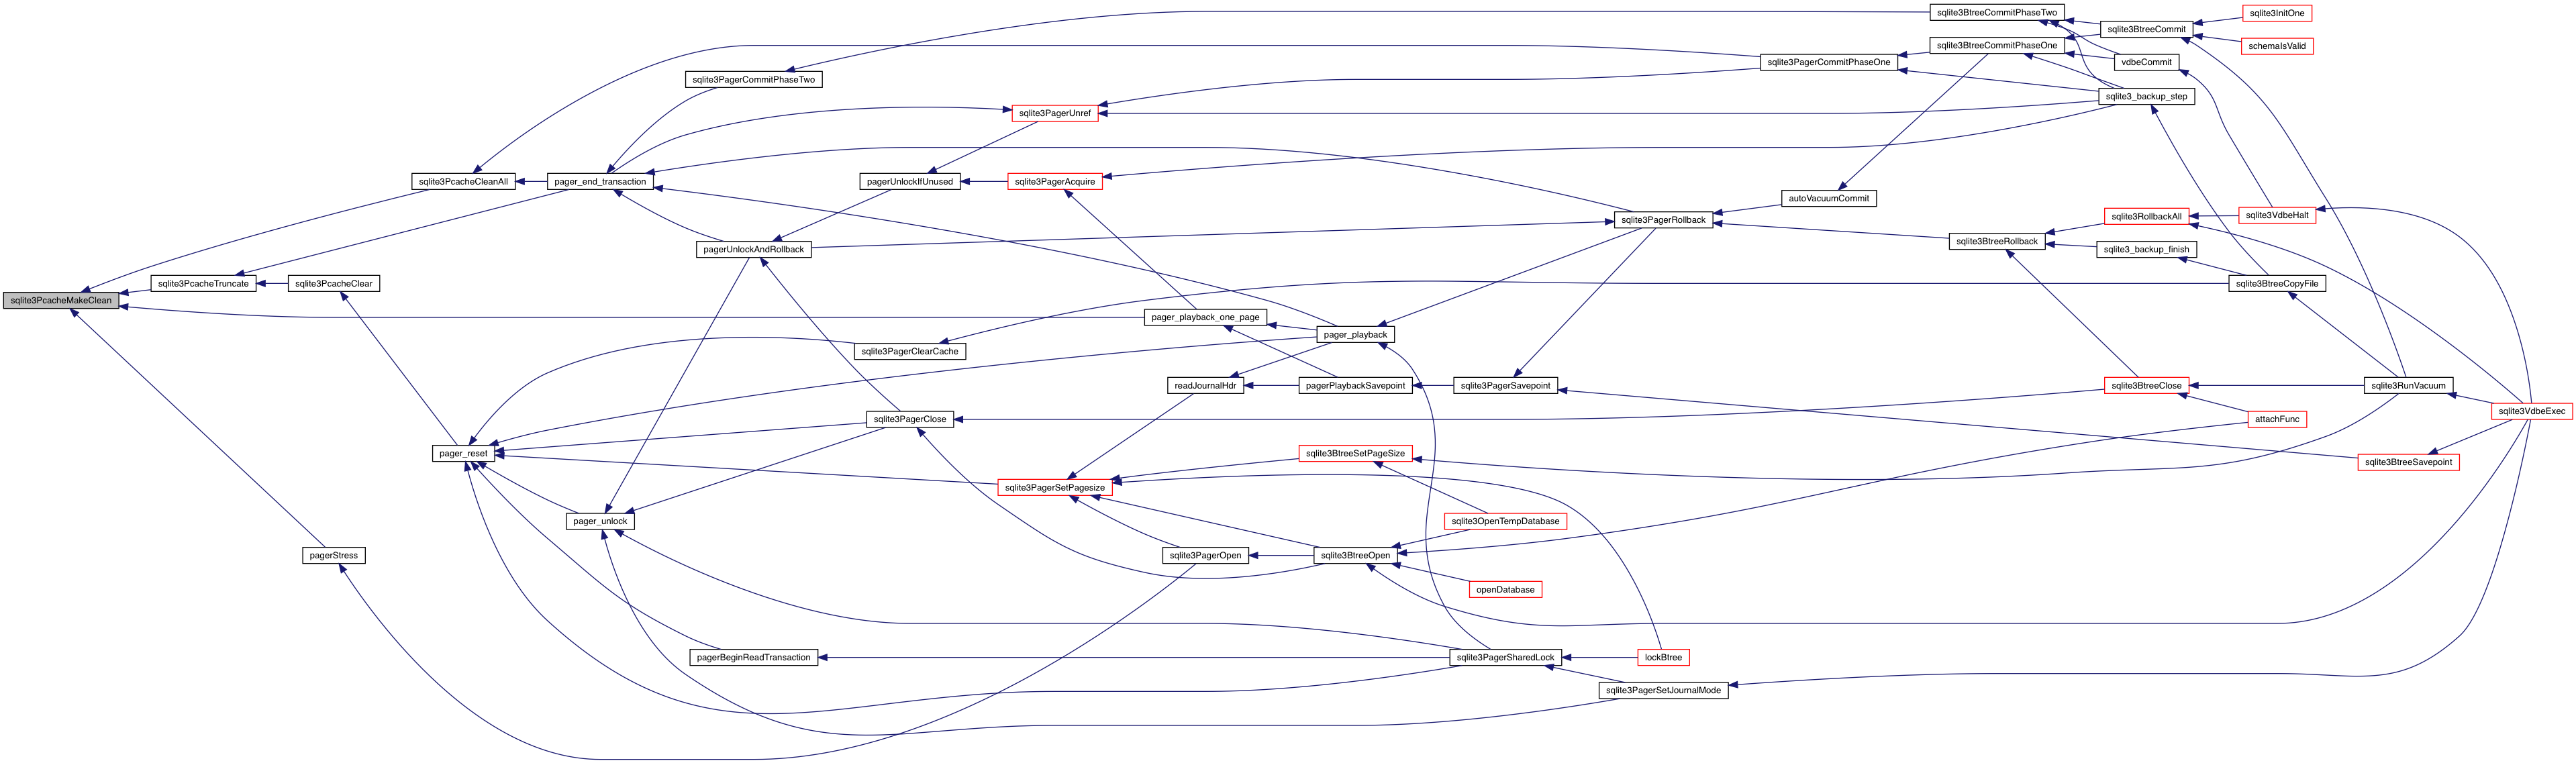 sqlite3PcacheMakeClean
sqlite3PcacheTruncate
sqlite3PcacheClear
pagerStress
sqlite3PcacheCleanAll
pager_reset
pager_end_transaction
pager_unlock
sqlite3PagerCommitPhaseTwo
pagerUnlockAndRollback
pagerBeginReadTransaction
pagerUnlockIfUnused
sqlite3PagerClearCache
sqlite3PagerClose
sqlite3PagerUnref
sqlite3PagerAcquire
sqlite3PagerSetPagesize
pager_playback_one_page
readJournalHdr
sqlite3PagerOpen
pager_playback
pagerPlaybackSavepoint
sqlite3BtreeSetPageSize
sqlite3BtreeOpen
sqlite3PagerSavepoint
sqlite3OpenTempDatabase
openDatabase
sqlite3PagerSharedLock
sqlite3PagerRollback
lockBtree
sqlite3PagerSetJournalMode
sqlite3PagerCommitPhaseOne
autoVacuumCommit
sqlite3BtreeCommitPhaseTwo
sqlite3BtreeCommitPhaseOne
sqlite3BtreeRollback
sqlite3BtreeCommit
vdbeCommit
sqlite3_backup_step
sqlite3RollbackAll
sqlite3_backup_finish
sqlite3BtreeClose
sqlite3InitOne
schemaIsValid
sqlite3VdbeHalt
sqlite3BtreeCopyFile
attachFunc
sqlite3RunVacuum
sqlite3BtreeSavepoint
sqlite3VdbeExec